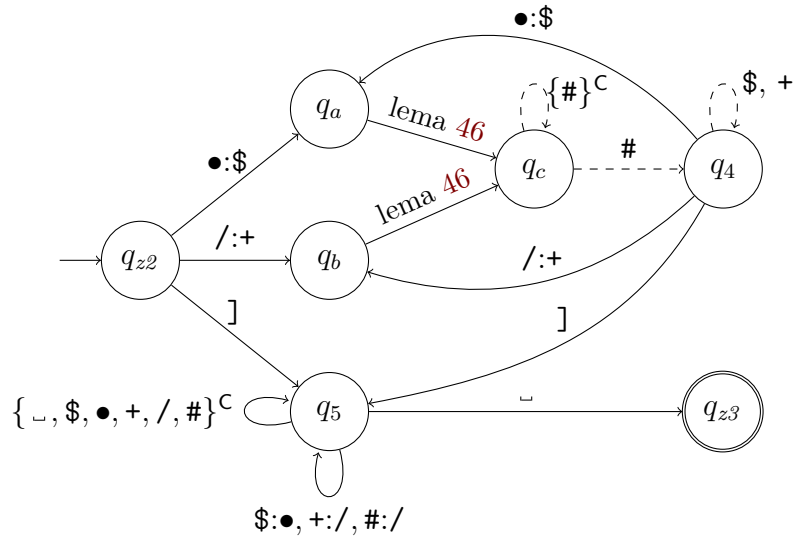 ●:$
$, +
{#}ᶜ
q_a
lema 46
#
q_c
q_4
●:$
lema 46
/:+
q_z2
q_b
/:+
]
]
{␣, $, ●, +, /, #}ᶜ
q_5
␣
q_z3
$:●, +:/, #:/